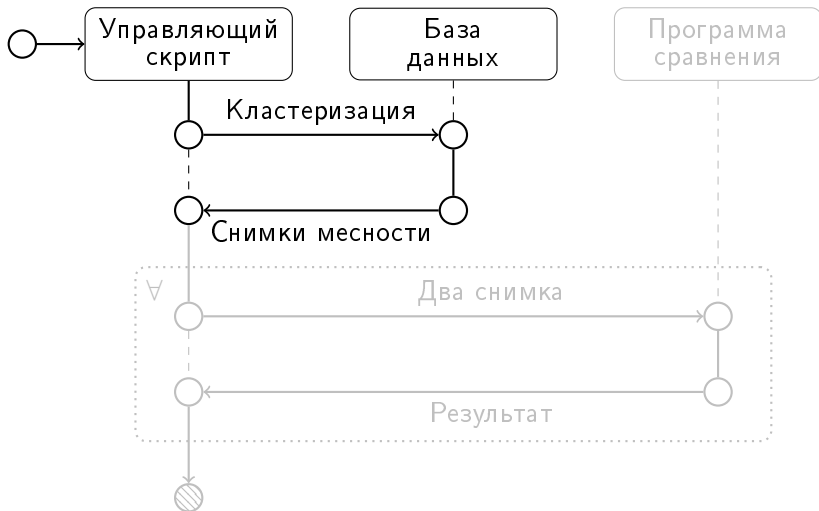 Управляющий
скрипт
База
данных
Программа
сравнения
Кластеризация
Снимки месности
∀
Два снимка
Результат